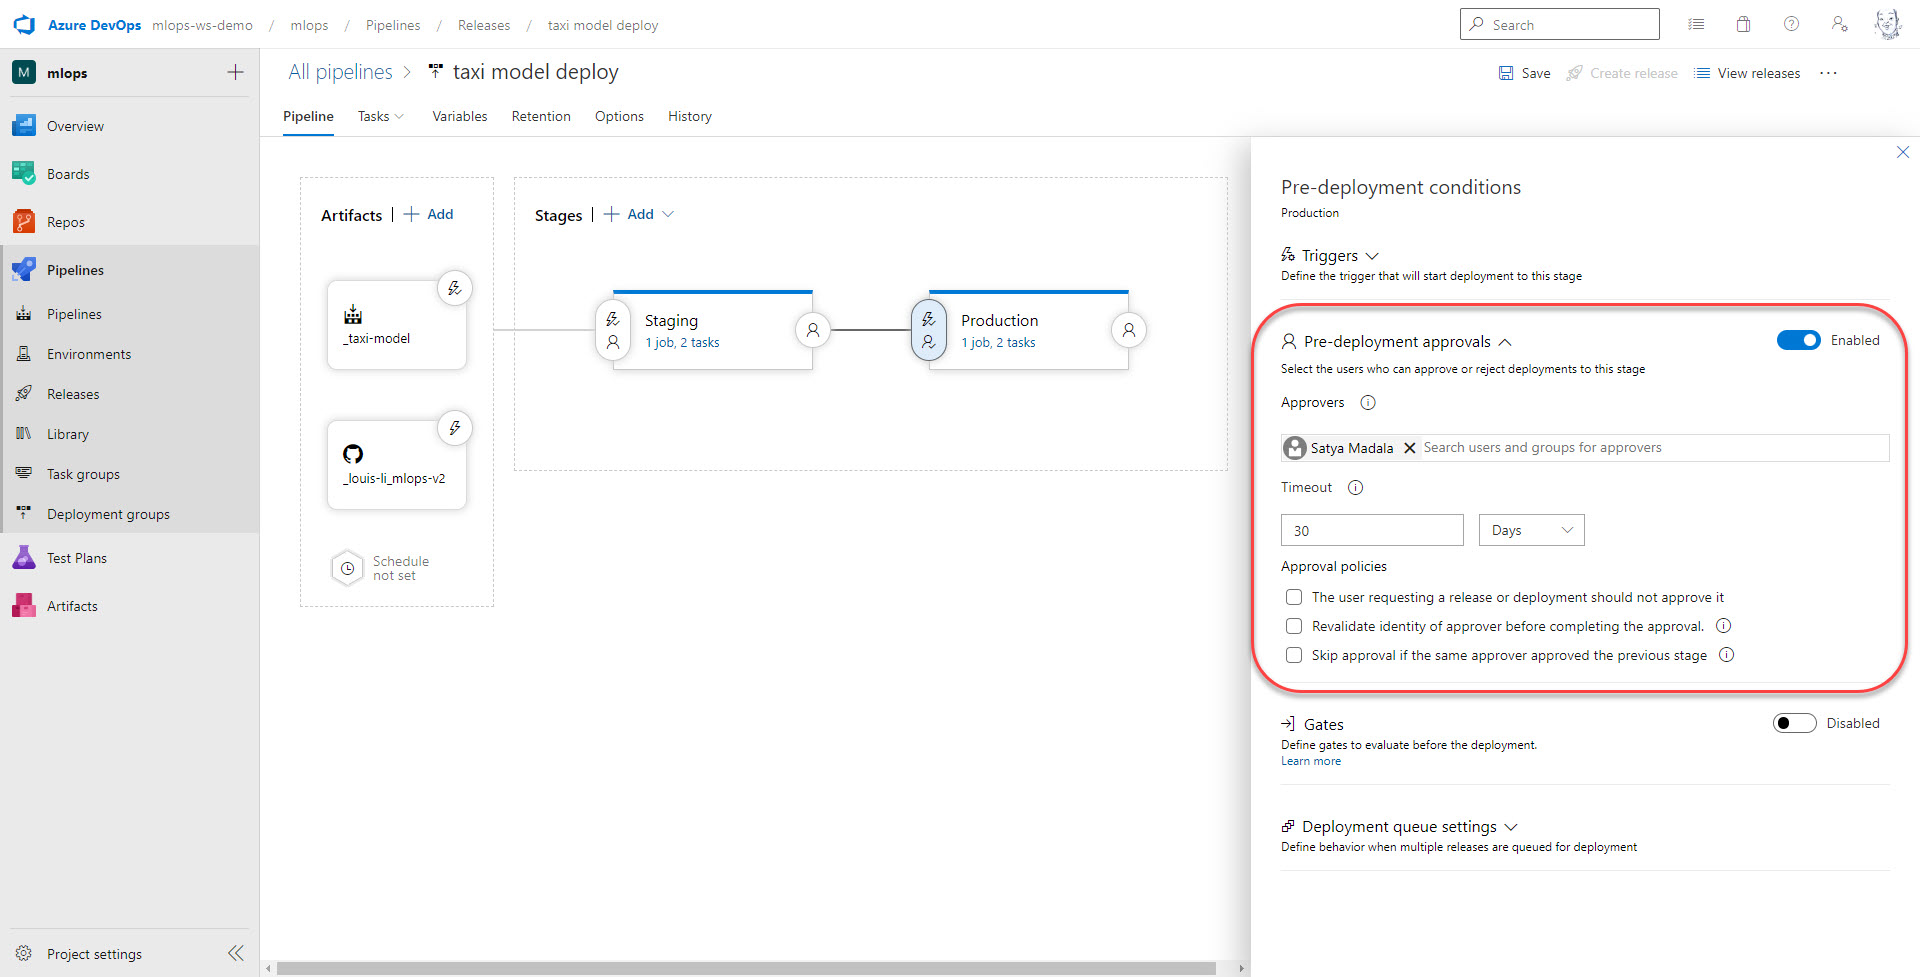 Azure DevOps mlops-ws-demo / mlops / Pipelines / Releases / taxi model deploy
Search
M mlops
Overview
Boards
Repos
Pipelines
Pipelines
Environments
Releases
Library
Task groups
Deployment groups
Test Plans
Artifacts
Project settings
All pipelines > taxi model deploy
Save
Create release
View releases
...
Pipeline Tasks Variables Retention Options History
Artifacts | + Add
_taxi-model
_louis-li_mlops-v2
Schedule
not set
Stages | + Add
Staging
1 job, 2 tasks
Production
1 job, 2 tasks
Pre-deployment conditions
Production
Triggers
Define the trigger that will start deployment to this stage
Pre-deployment approvals
Enabled
Select the users who can approve or reject deployments to this stage
Approvers
Satya Madala Search users and groups for approvers
Timeout
30 Days
Approval policies
The user requesting a release or deployment should not approve it
Revalidate identity of approver before completing the approval.
Skip approval if the same approver approved the previous stage
Gates
Disabled
Define gates to evaluate before the deployment.
Learn more
Deployment queue settings
Define behavior when multiple releases are queued for deployment